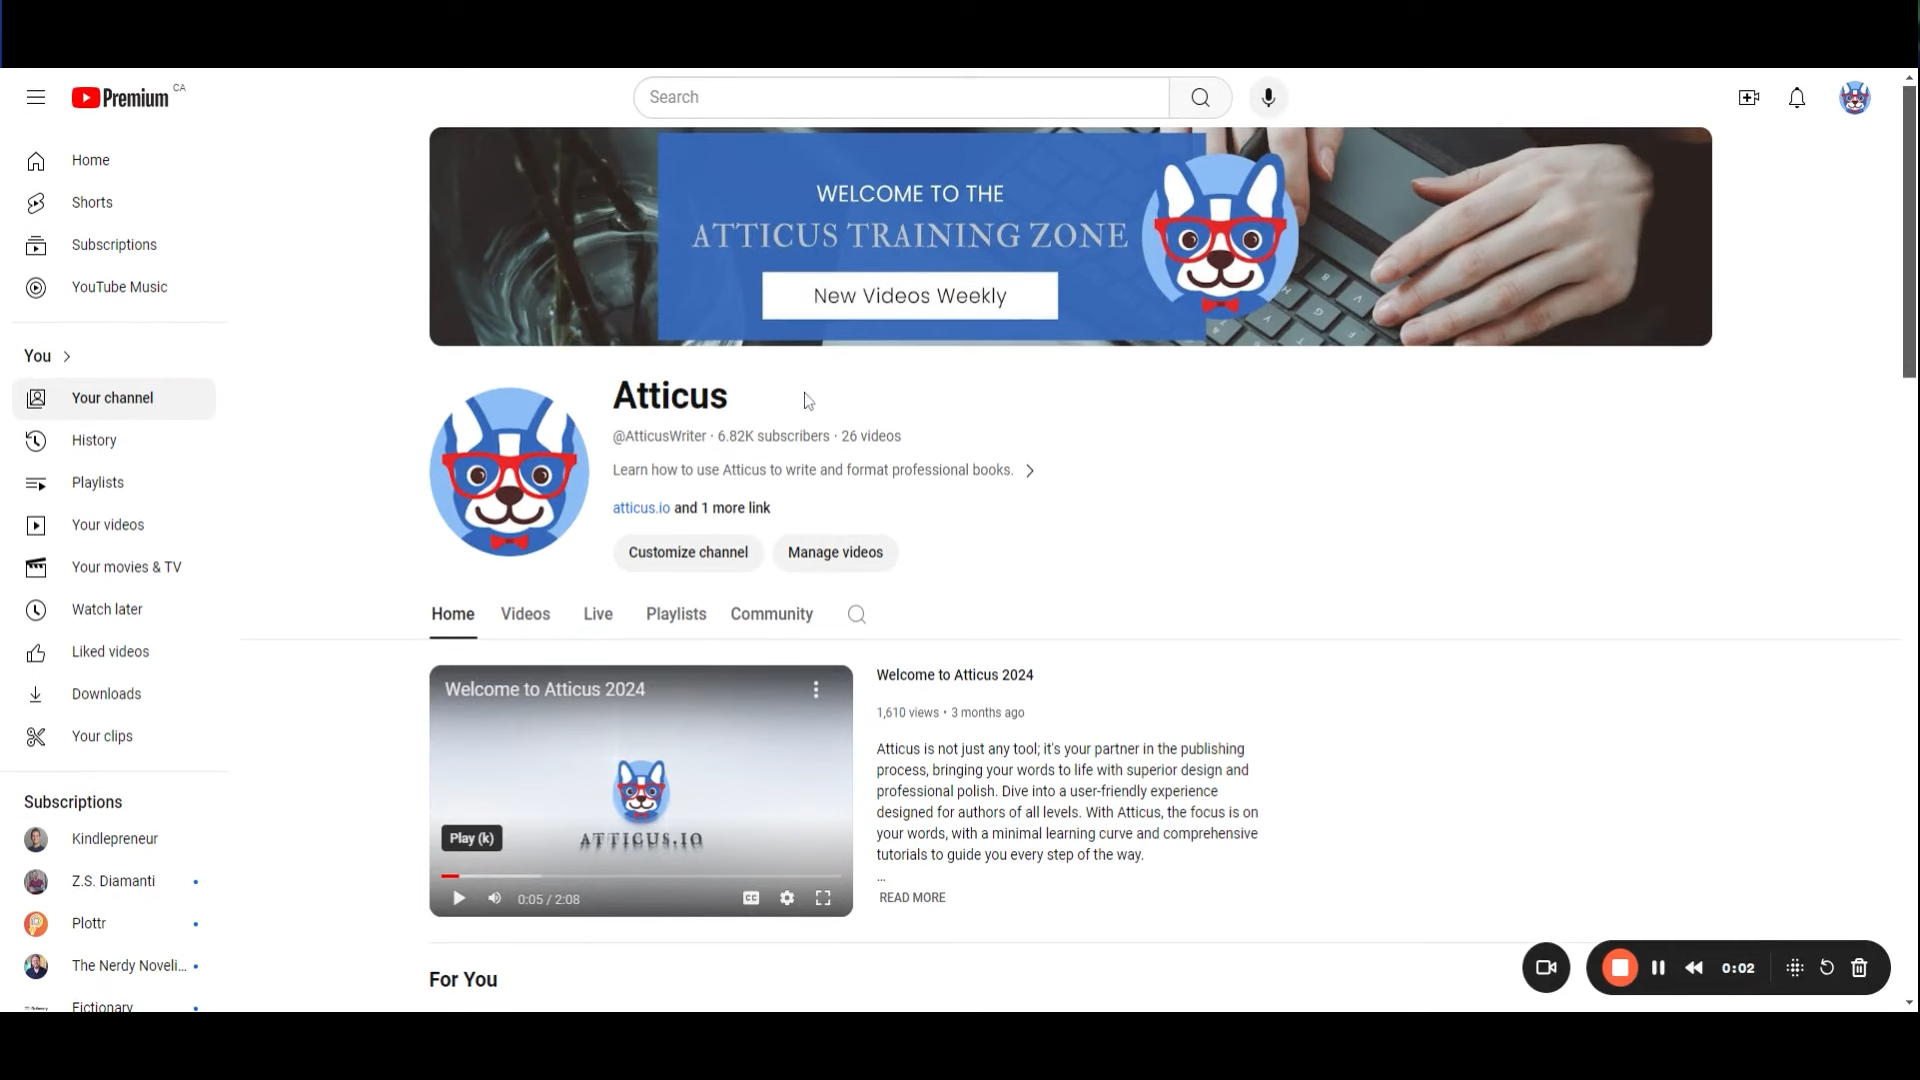 Premium CA
Search
Home
Shorts
Subscriptions
YouTube Music
You
Your channel
History
Playlists
Your videos
Your movies & TV
Watch later
Liked videos
Downloads
Your clips
Subscriptions
Kindlepreneur
Z.S. Diamanti
Plottr
The Nerdy Noveli...
Fictionary
WELCOME TO THE
ATTICUS TRAINING ZONE
New Videos Weekly
Atticus
@AtticusWriter · 6.82K subscribers · 26 videos
Learn how to use Atticus to write and format professional books.
atticus.io and 1 more link
Customize channel
Manage videos
Home Videos Live Playlists Community
Welcome to Atticus 2024
ATTICUS.IO
Play (k)
0:05 / 2:08
CC
Welcome to Atticus 2024
1,610 views • 3 months ago
Atticus is not just any tool; it's your partner in the publishing
process, bringing your words to life with superior design and
professional polish. Dive into a user-friendly experience
designed for authors of all levels. With Atticus, the focus is on
your words, with a minimal learning curve and comprehensive
tutorials to guide you every step of the way.
...
READ MORE
For You
0:02